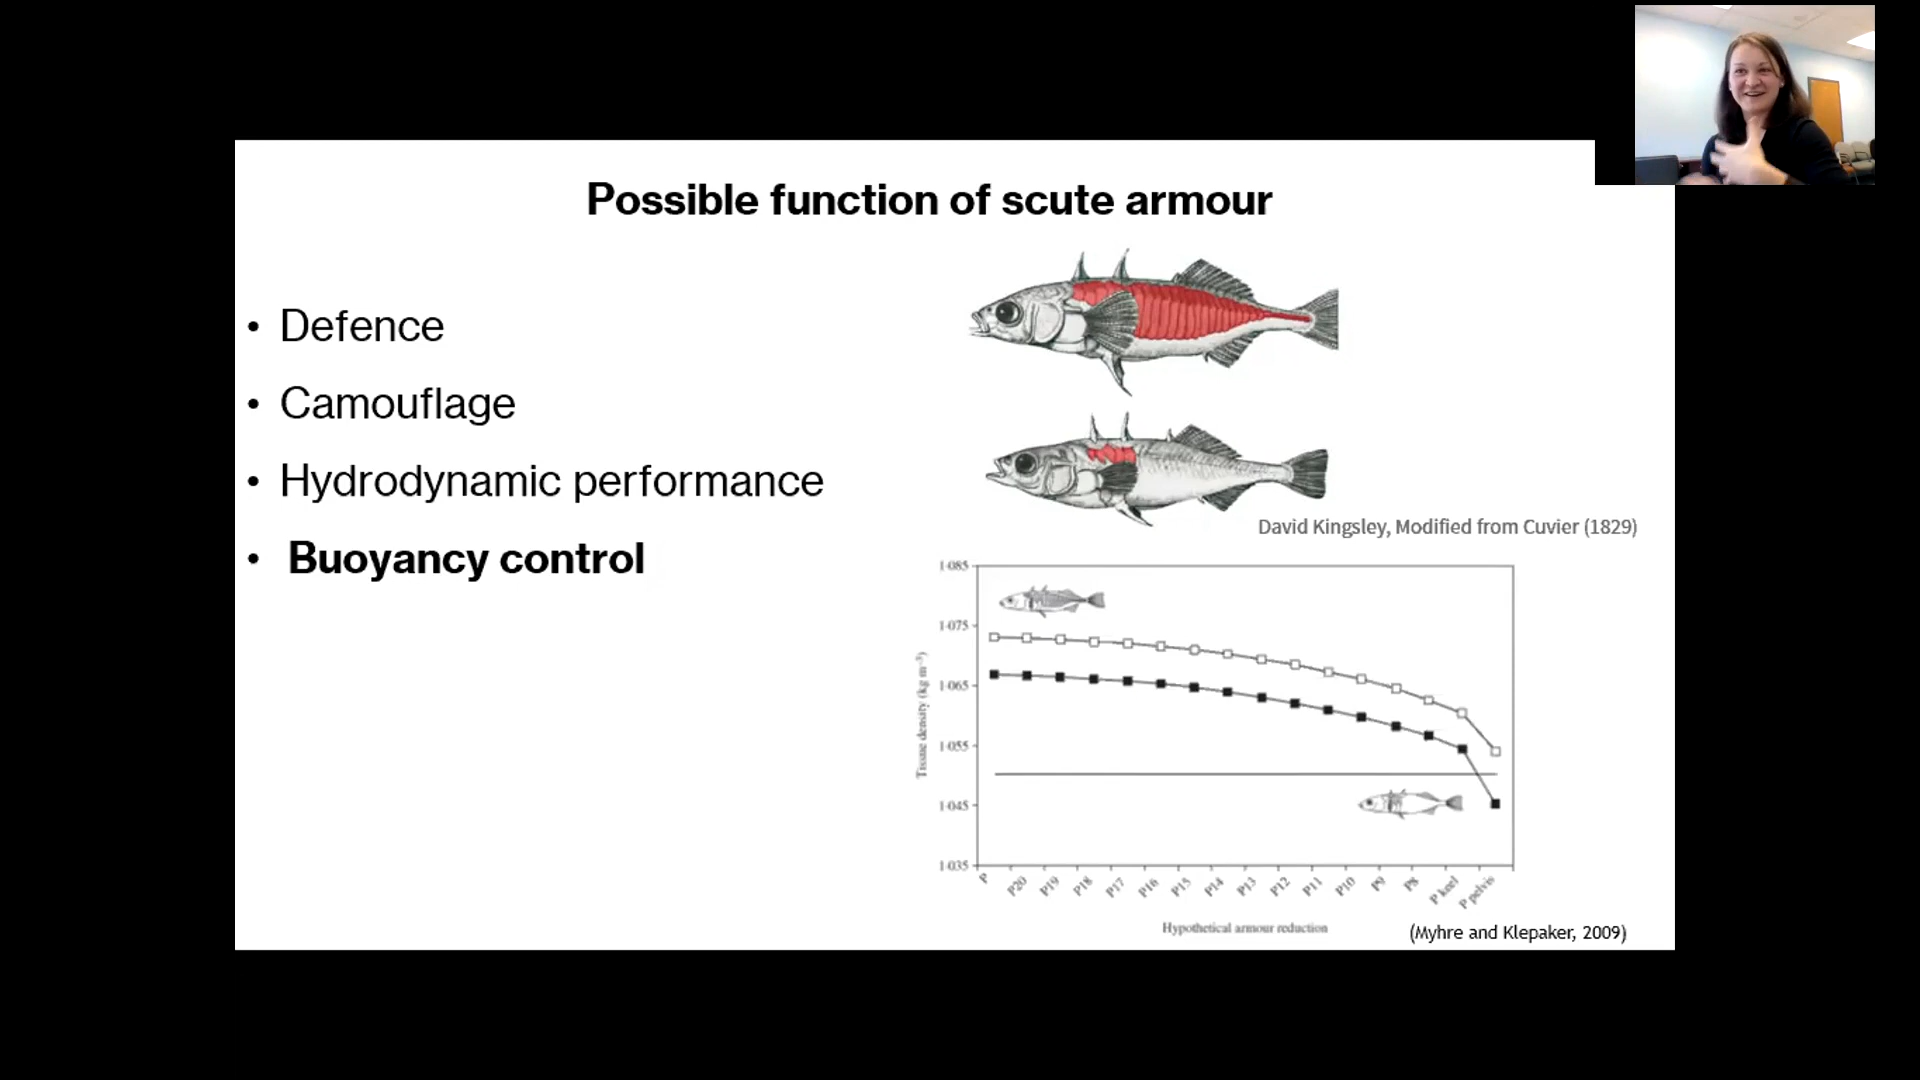 Possible function of scute armour
• Defence
• Camouflage
• Hydrodynamic performance
• Buoyancy control
David Kingsley, Modified from Cuvier (1829)
1·085
1·075
1·065
1·055
1·045
1·035
Tissue density (kg m⁻³)
P P20 P19 P18 P17 P16 P15 P14 P13 P12 P11 P10 P9 P8 P keel P pelvis
Hypothetical armour reduction
(Myhre and Klepaker, 2009)